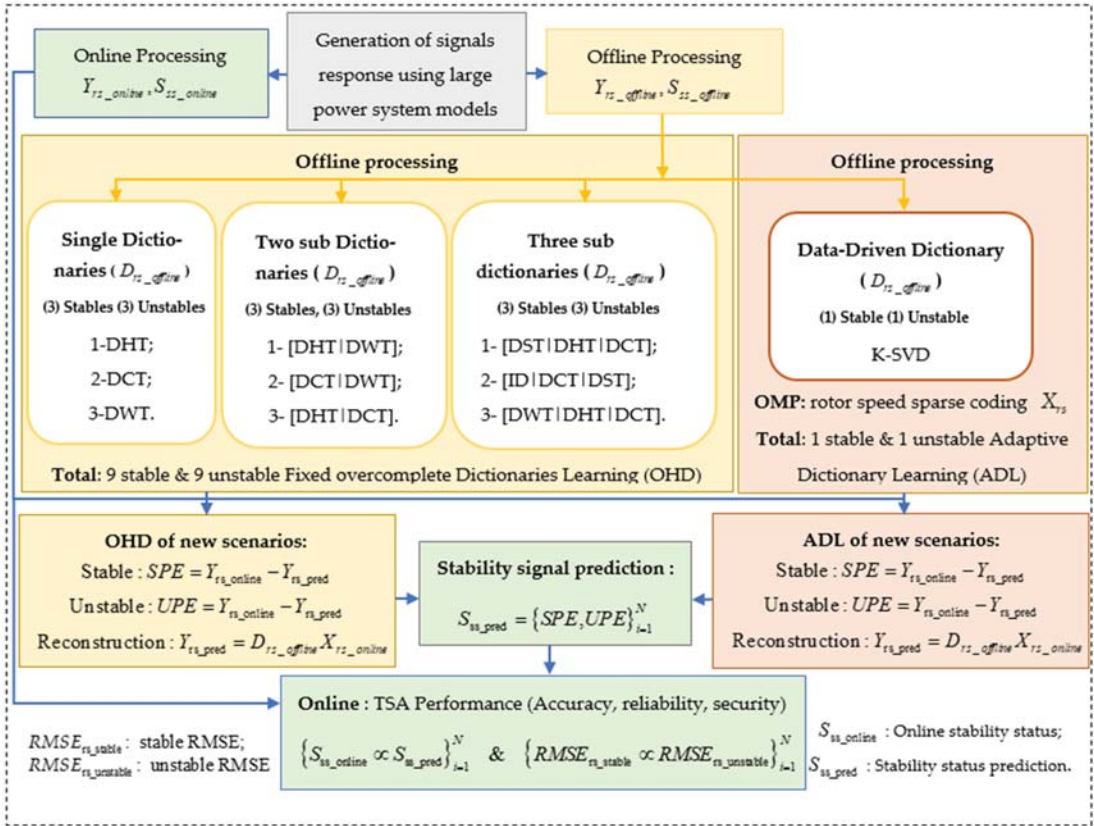 Online Processing
Y_rs_online, S_ss_online
Generation of signals
response using large
power system models
Offline Processing
Y_rs_offline, S_ss_offline
Offline processing
Single Dictio-
naries (D_rs_offline)
(3) Stables (3) Unstables
1-DHT;
2-DCT;
3-DWT.
Two sub Dictio-
naries (D_rs_offline)
(3) Stables, (3) Unstables
1- [DHT|DWT];
2- [DCT|DWT];
3- [DHT|DCT].
Three sub
dictionaries (D_rs_offline)
(3) Stables (3) Unstables
1- [DST|DHT|DCT];
2- [ID|DCT|DST];
3- [DWT|DHT|DCT].
Total: 9 stable & 9 unstable Fixed overcomplete Dictionaries Learning (OHD)
Offline processing
Data-Driven Dictionary
(D_rs_offline)
(1) Stable (1) Unstable
K-SVD
OMP: rotor speed sparse coding X_rs
Total: 1 stable & 1 unstable Adaptive
Dictionary Learning (ADL)
OHD of new scenarios:
Stable : SPE = Y_rs_online − Y_rs_pred
Unstable : UPE = Y_rs_online − Y_rs_pred
Reconstruction : Y_rs_pred = D_rs_offline X_rs_online
Stability signal prediction :
S_ss_pred = {SPE, UPE}_{i=1}^N
ADL of new scenarios:
Stable : SPE = Y_rs_online − Y_rs_pred
Unstable : UPE = Y_rs_online − Y_rs_pred
Reconstruction : Y_rs_pred = D_rs_offline X_rs_online
Online : TSA Performance (Accuracy, reliability, security)
{S_ss_online ∝ S_ss_pred}_{i=1}^N & {RMSE_rs_stable ∝ RMSE_rs_unstable}_{i=1}^N
RMSE_rs_stable : stable RMSE;
RMSE_rs_unstable : unstable RMSE
S_ss_online : Online stability status;
S_ss_pred : Stability status prediction.